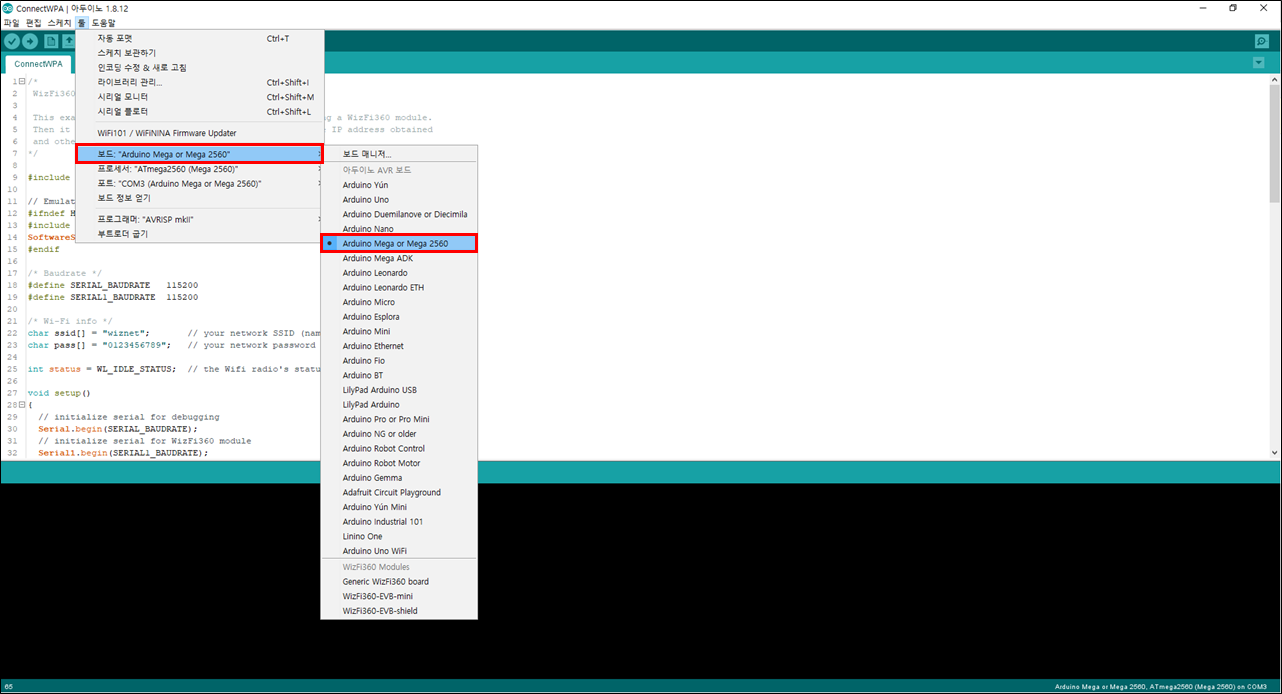 ConnectWPA | 아두이노 1.8.12
파일 편집 스케치 툴 도움말
자동 포맷 Ctrl+T
스케치 보관하기
인코딩 수정 & 새로 고침
라이브러리 관리... Ctrl+Shift+I
시리얼 모니터 Ctrl+Shift+M
시리얼 플로터 Ctrl+Shift+L
WiFi101 / WiFiNINA Firmware Updater
보드: "Arduino Mega or Mega 2560"
프로세서: "ATmega2560 (Mega 2560)"
포트: "COM3 (Arduino Mega or Mega 2560)"
보드 정보 얻기
프로그래머: "AVRISP mkII"
부트로더 굽기
보드 매니저...
아두이노 AVR 보드
Arduino Yún
Arduino Uno
Arduino Duemilanove or Diecimila
Arduino Nano
Arduino Mega or Mega 2560
Arduino Mega ADK
Arduino Leonardo
Arduino Leonardo ETH
Arduino Micro
Arduino Esplora
Arduino Mini
Arduino Ethernet
Arduino Fio
Arduino BT
LilyPad Arduino USB
LilyPad Arduino
Arduino Pro or Pro Mini
Arduino NG or older
Arduino Robot Control
Arduino Robot Motor
Arduino Gemma
Adafruit Circuit Playground
Arduino Yún Mini
Arduino Industrial 101
Linino One
Arduino Uno WiFi
WizFi360 Modules
Generic WizFi360 board
WizFi360-EVB-mini
WizFi360-EVB-shield
ConnectWPA
1 /*
2 WizFi360
3
4 This exa g a WizFi360 module.
5 Then it IP address obtained
6 and othe
7 */
8
9 #include
10
11 // Emulat
12 #ifndef H
13 #include
14 SoftwareS
15 #endif
16
17 /* Baudrate */
18 #define SERIAL_BAUDRATE 115200
19 #define SERIAL1_BAUDRATE 115200
20
21 /* Wi-Fi info */
22 char ssid[] = "wiznet"; // your network SSID (nam
23 char pass[] = "0123456789"; // your network password
24
25 int status = WL_IDLE_STATUS; // the Wifi radio's statu
26
27 void setup()
28 {
29 // initialize serial for debugging
30 Serial.begin(SERIAL_BAUDRATE);
31 // initialize serial for WizFi360 module
32 Serial1.begin(SERIAL1_BAUDRATE);
65 Arduino Mega or Mega 2560, ATmega2560 (Mega 2560) on COM3